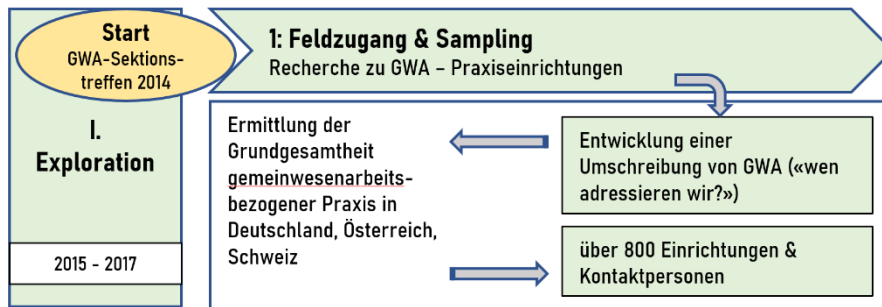 Start
GWA-Sektions-
treffen 2014
I.
Exploration
2015 - 2017
1: Feldzugang & Sampling
Recherche zu GWA – Praxiseinrichtungen
Ermittlung der
Grundgesamtheit
gemeinwesenarbeits-
bezogener Praxis in
Deutschland, Österreich,
Schweiz
Entwicklung einer
Umschreibung von GWA («wen
adressieren wir?»)
über 800 Einrichtungen &
Kontaktpersonen